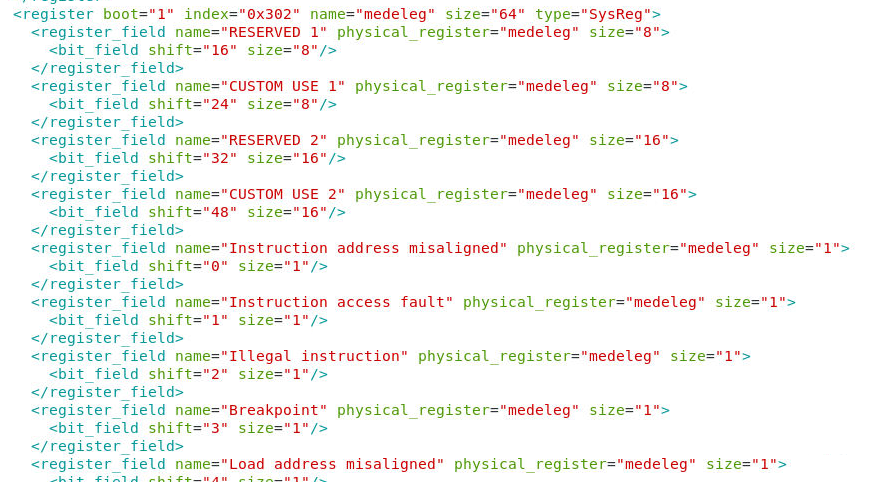 </register>
<register boot="1" index="0x302" name="medeleg" size="64" type="SysReg">
<register_field name="RESERVED 1" physical_register="medeleg" size="8">
<bit_field shift="16" size="8"/>
</register_field>
<register_field name="CUSTOM USE 1" physical_register="medeleg" size="8">
<bit_field shift="24" size="8"/>
</register_field>
<register_field name="RESERVED 2" physical_register="medeleg" size="16">
<bit_field shift="32" size="16"/>
</register_field>
<register_field name="CUSTOM USE 2" physical_register="medeleg" size="16">
<bit_field shift="48" size="16"/>
</register_field>
<register_field name="Instruction address misaligned" physical_register="medeleg" size="1">
<bit_field shift="0" size="1"/>
</register_field>
<register_field name="Instruction access fault" physical_register="medeleg" size="1">
<bit_field shift="1" size="1"/>
</register_field>
<register_field name="Illegal instruction" physical_register="medeleg" size="1">
<bit_field shift="2" size="1"/>
</register_field>
<register_field name="Breakpoint" physical_register="medeleg" size="1">
<bit_field shift="3" size="1"/>
</register_field>
<register_field name="Load address misaligned" physical_register="medeleg" size="1">
<bit_field shift="4" size="1"/>